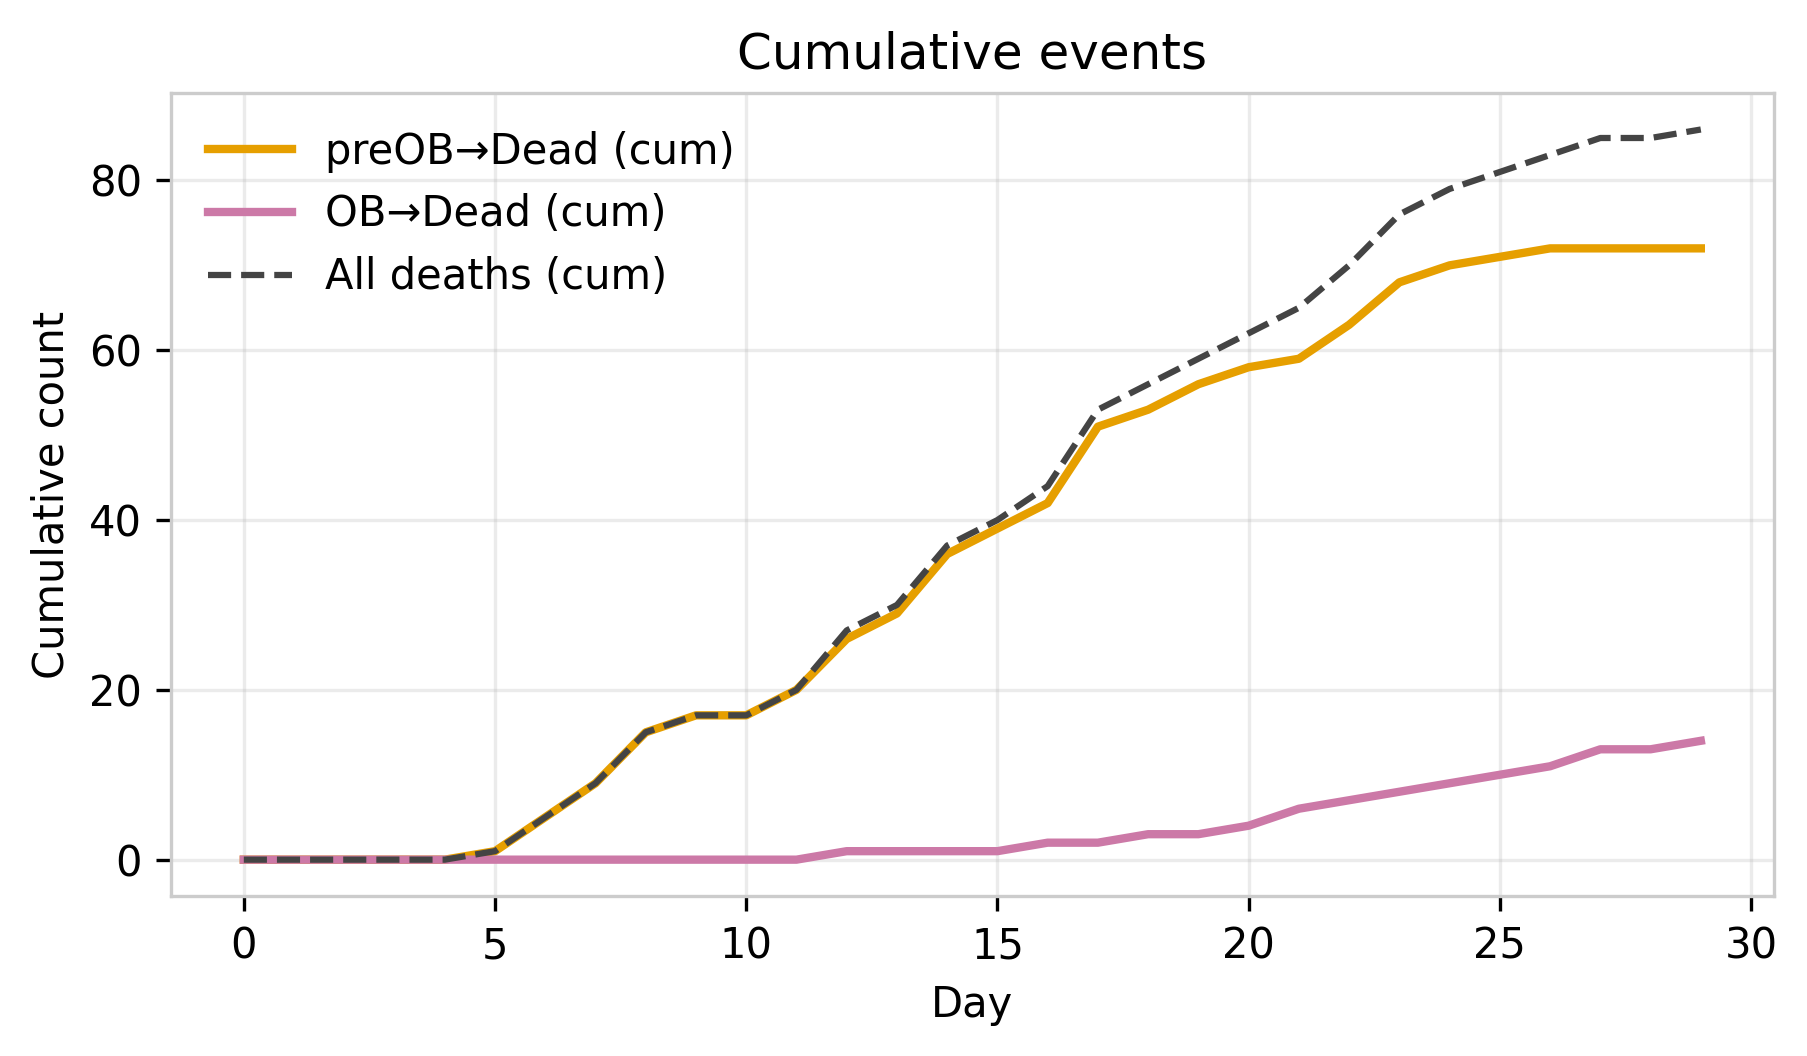 Cumulative events
preOB→Dead (cum)
OB→Dead (cum)
All deaths (cum)
Cumulative count
80
60
40
20
0
0 5 10 15 20 25 30
Day